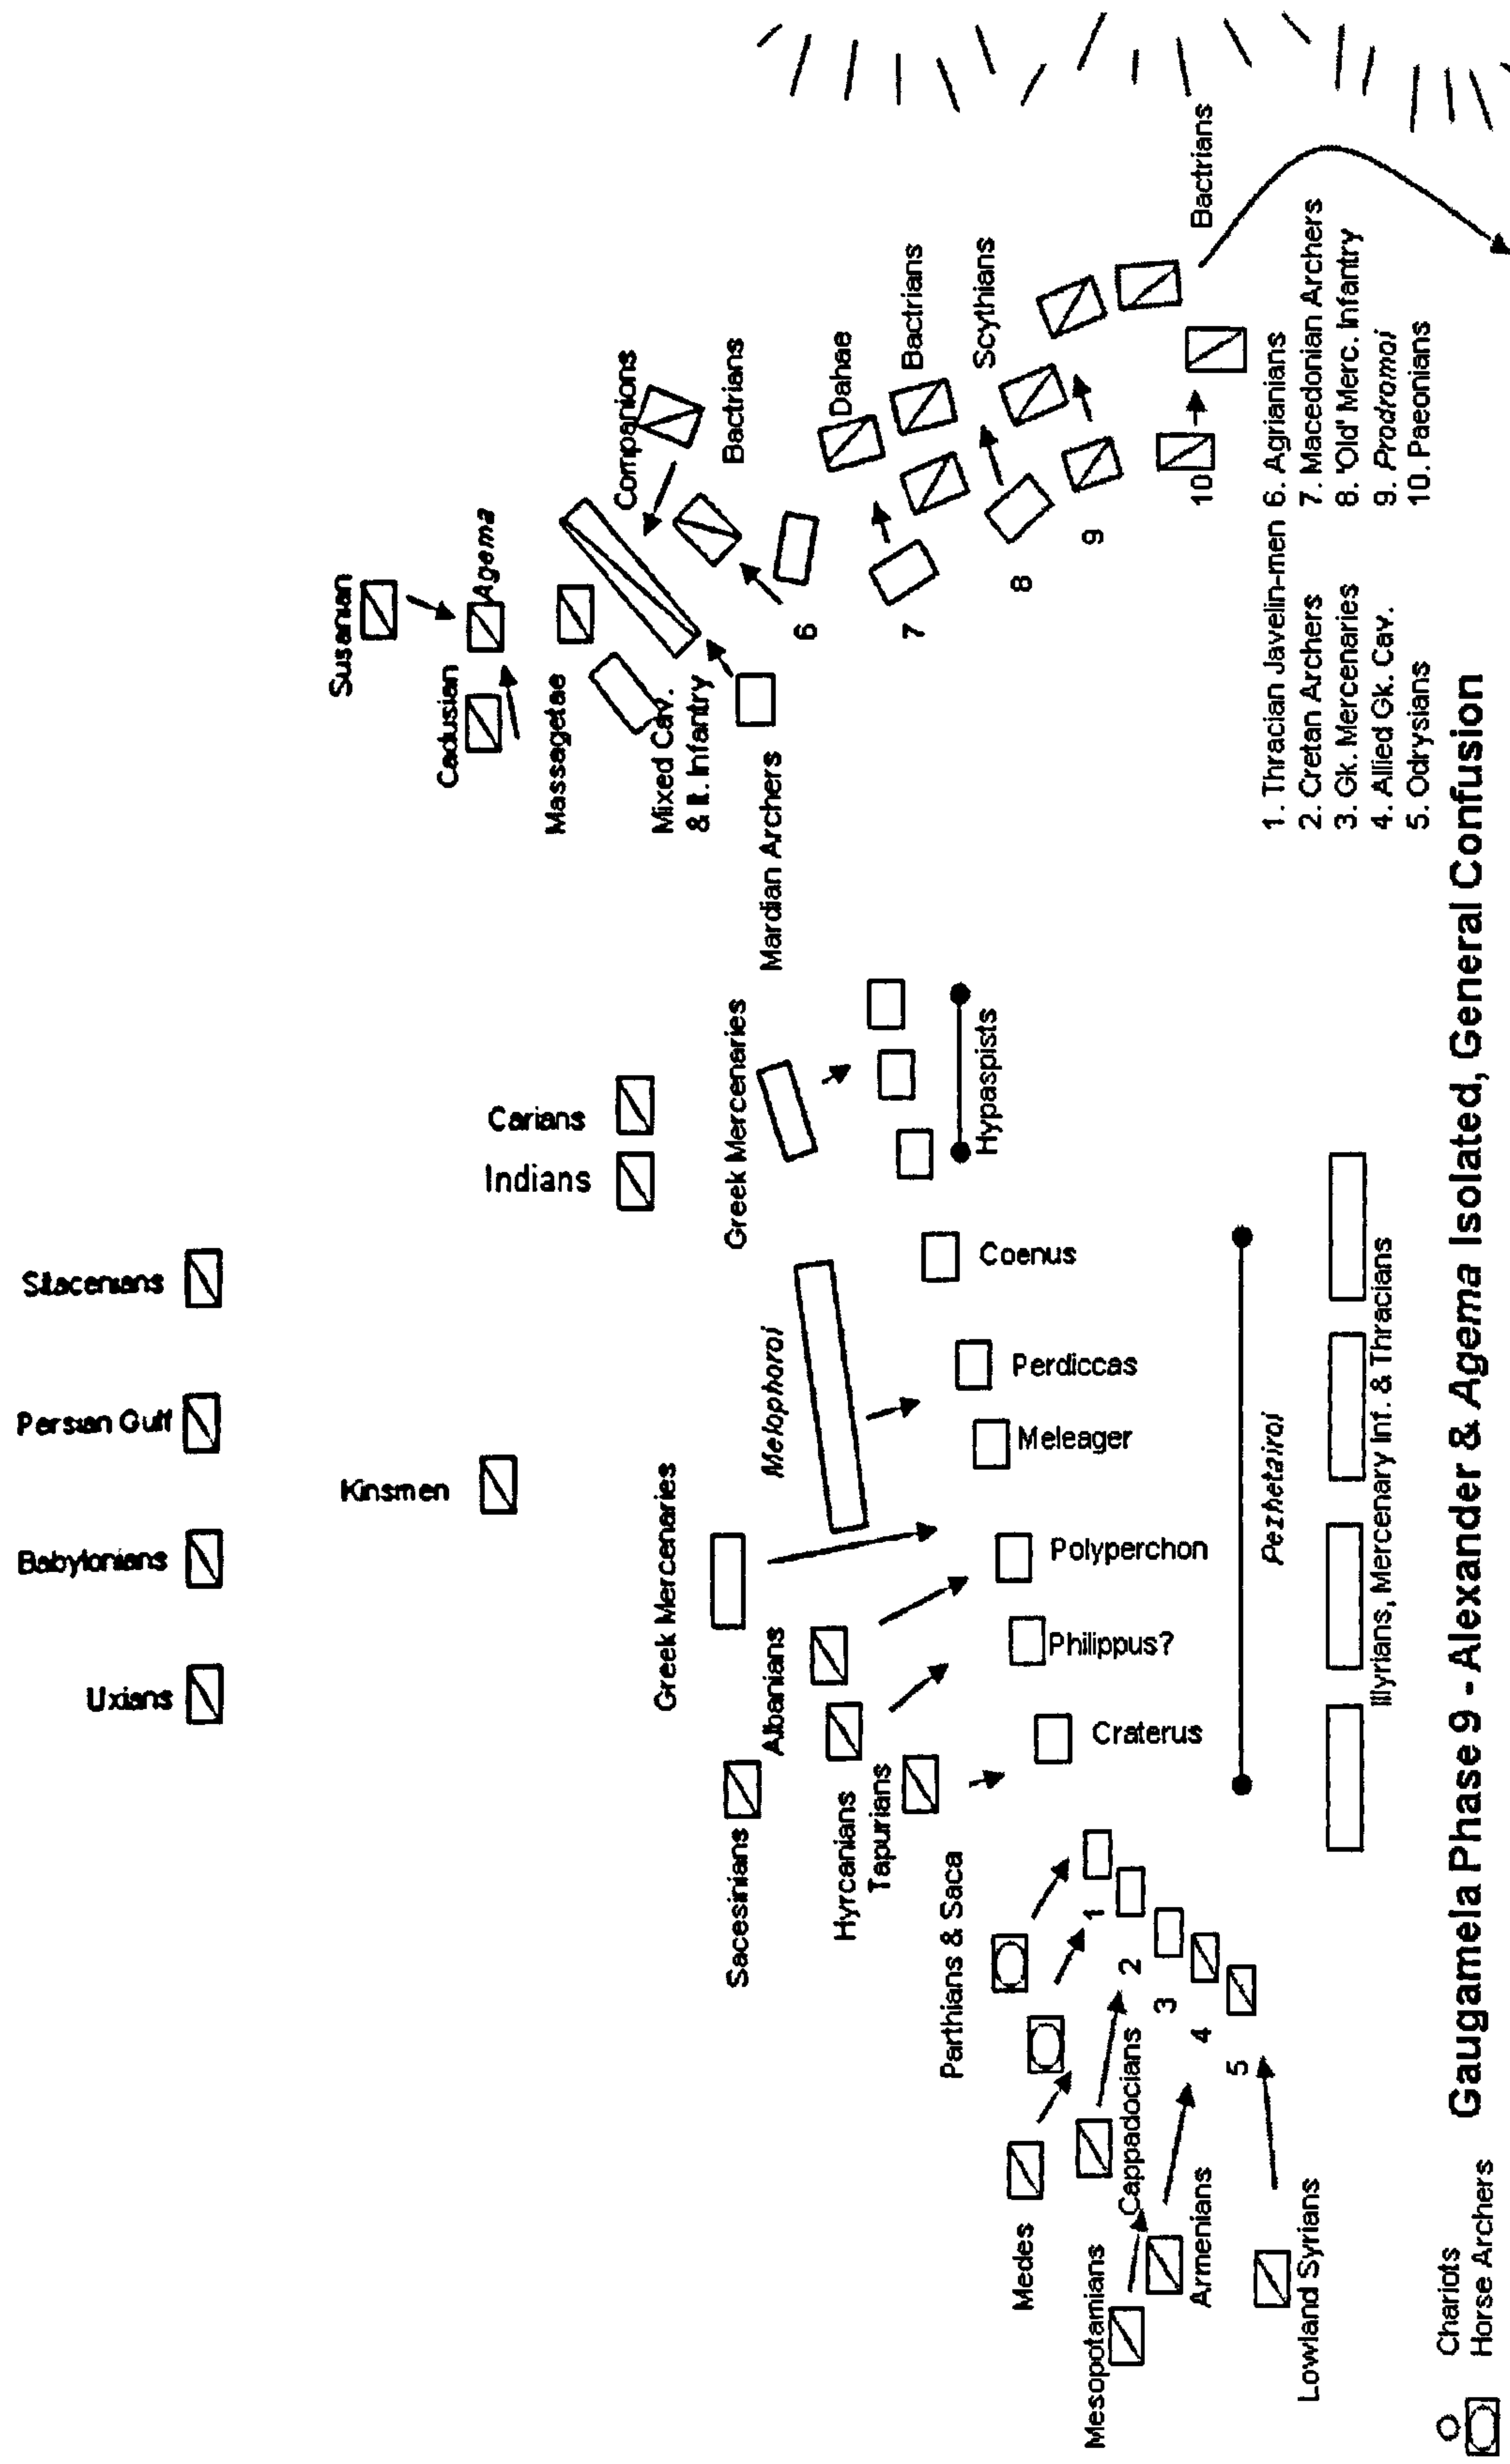 Sitacenians
Persian Gulf
Babylonians
Uxians
Kinsmen
Susanian
Cadusian
Agema
Massagetae
Companions
Bactrians
Mixed Cav.
& lt. Infantry
Mardian Archers
Dahae
Bactrians
Scythians
Bactrians
Carians
Indians
Greek Mercenaries
Hypaspists
Melophoroi
Greek Mercenaries
Albanians
Sacesinians
Hyrcanians
Tapurians
Parthians & Saca
Medes
Cappadocians
Mesopotamians
Armenians
Lowland Syrians
Coenus
Perdiccas
Meleager
Polyperchon
Philippus?
Craterus
Pezhetairoi
Illyrians, Mercenary Inf. & Thracians
1
2
3
4
5
6
7
8
9
10
1. Thracian Javelin-men
2. Cretan Archers
3. Gk. Mercenaries
4. Allied Gk. Cav.
5. Odrysians
6. Agrianians
7. Macedonian Archers
8. 'Old' Merc. Infantry
9. Prodromoi
10. Paeonians
Chariots
Horse Archers
Gaugamela Phase 9 - Alexander & Agema Isolated, General Confusion